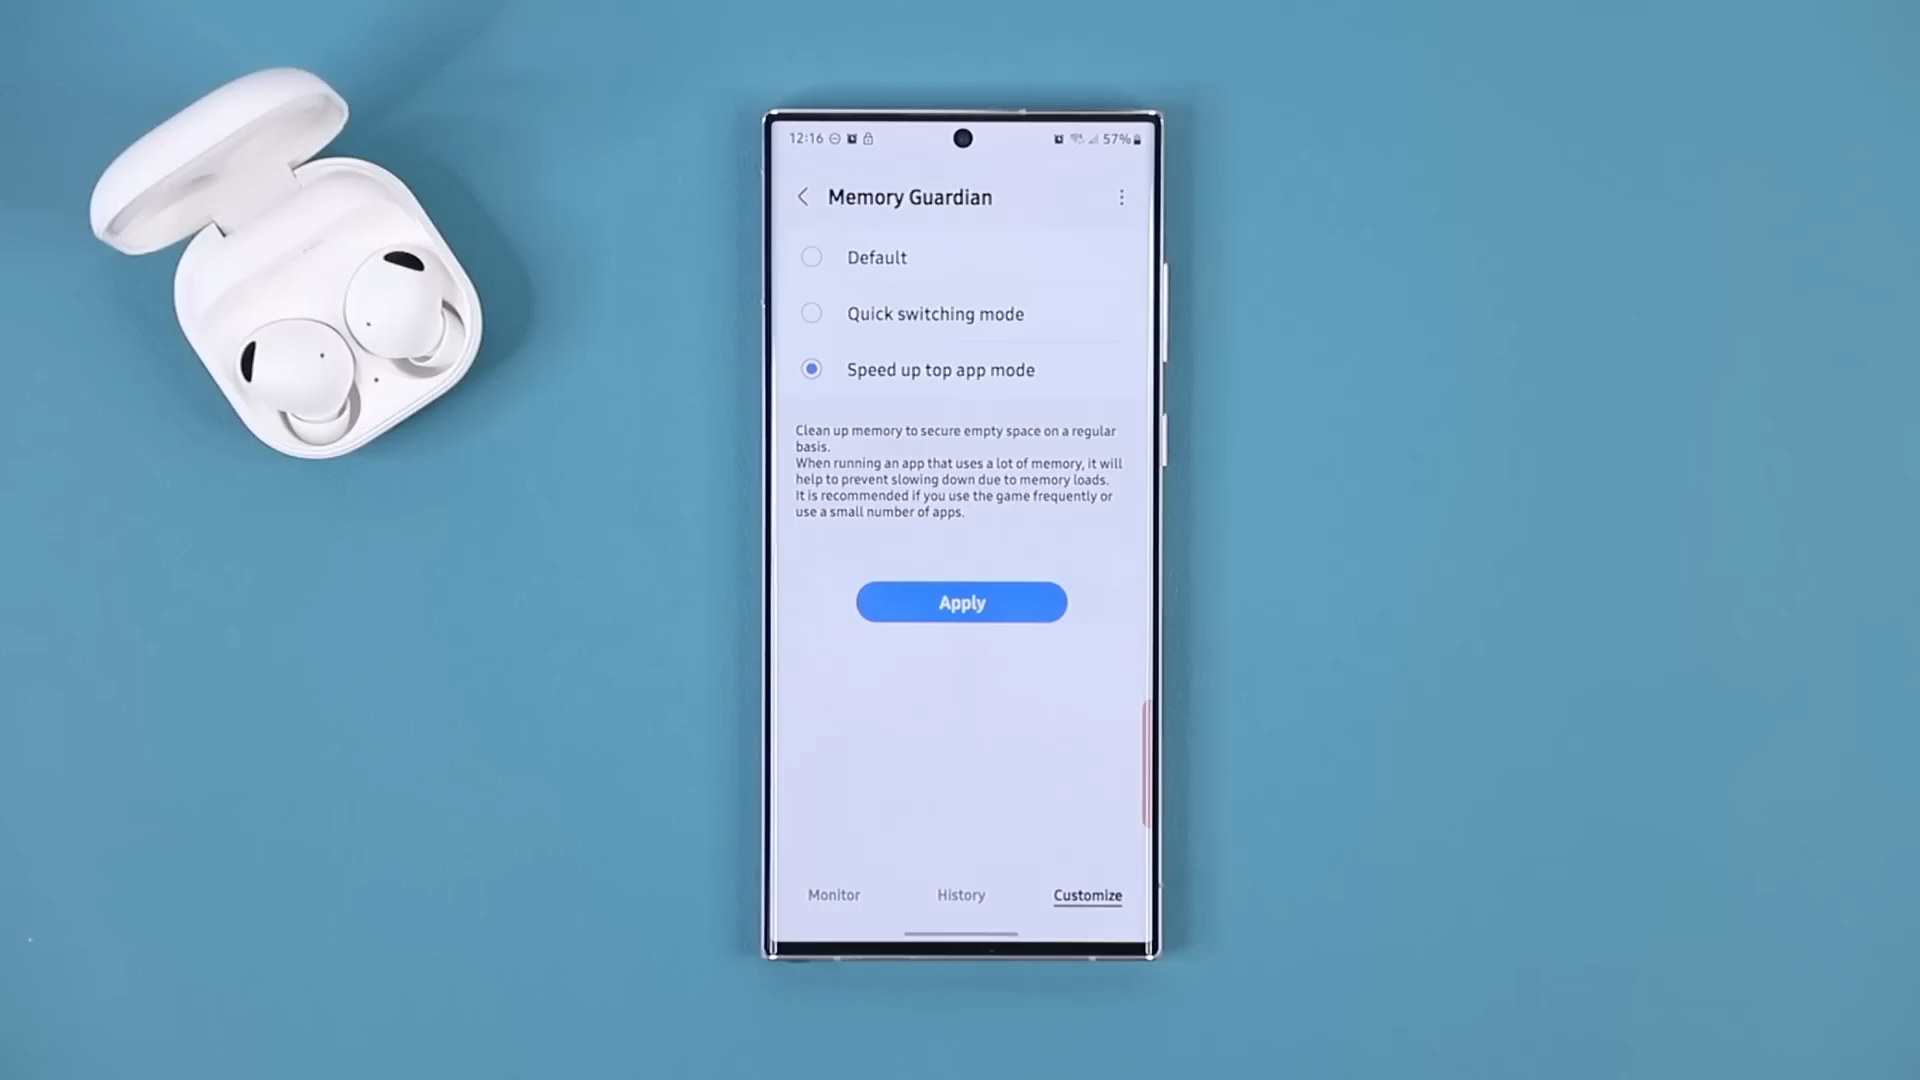 12:16
57%
Memory Guardian
Default
Quick switching mode
Speed up top app mode
Clean up memory to secure empty space on a regular
basis.
When running an app that uses a lot of memory, it will
help to prevent slowing down due to memory loads.
It is recommended if you use the game frequently or
use a small number of apps.
Apply
Monitor
History
Customize